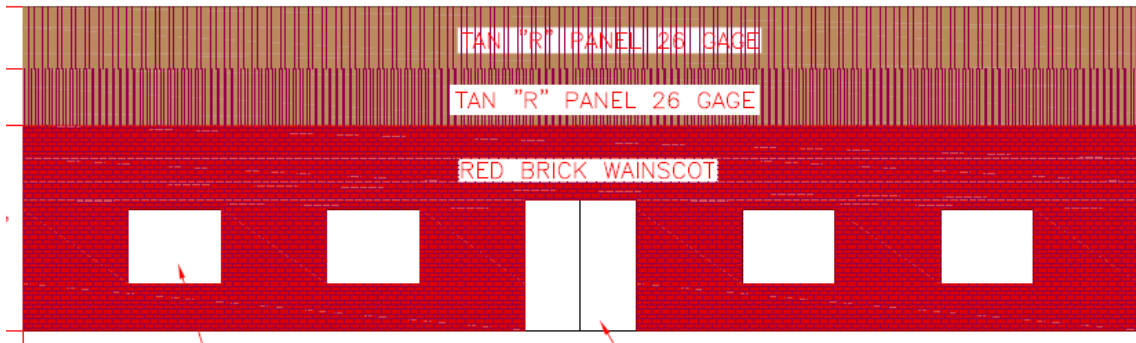 TAN "R" PANEL 26 GAGE
TAN "R" PANEL 26 GAGE
RED BRICK WAINSCOT